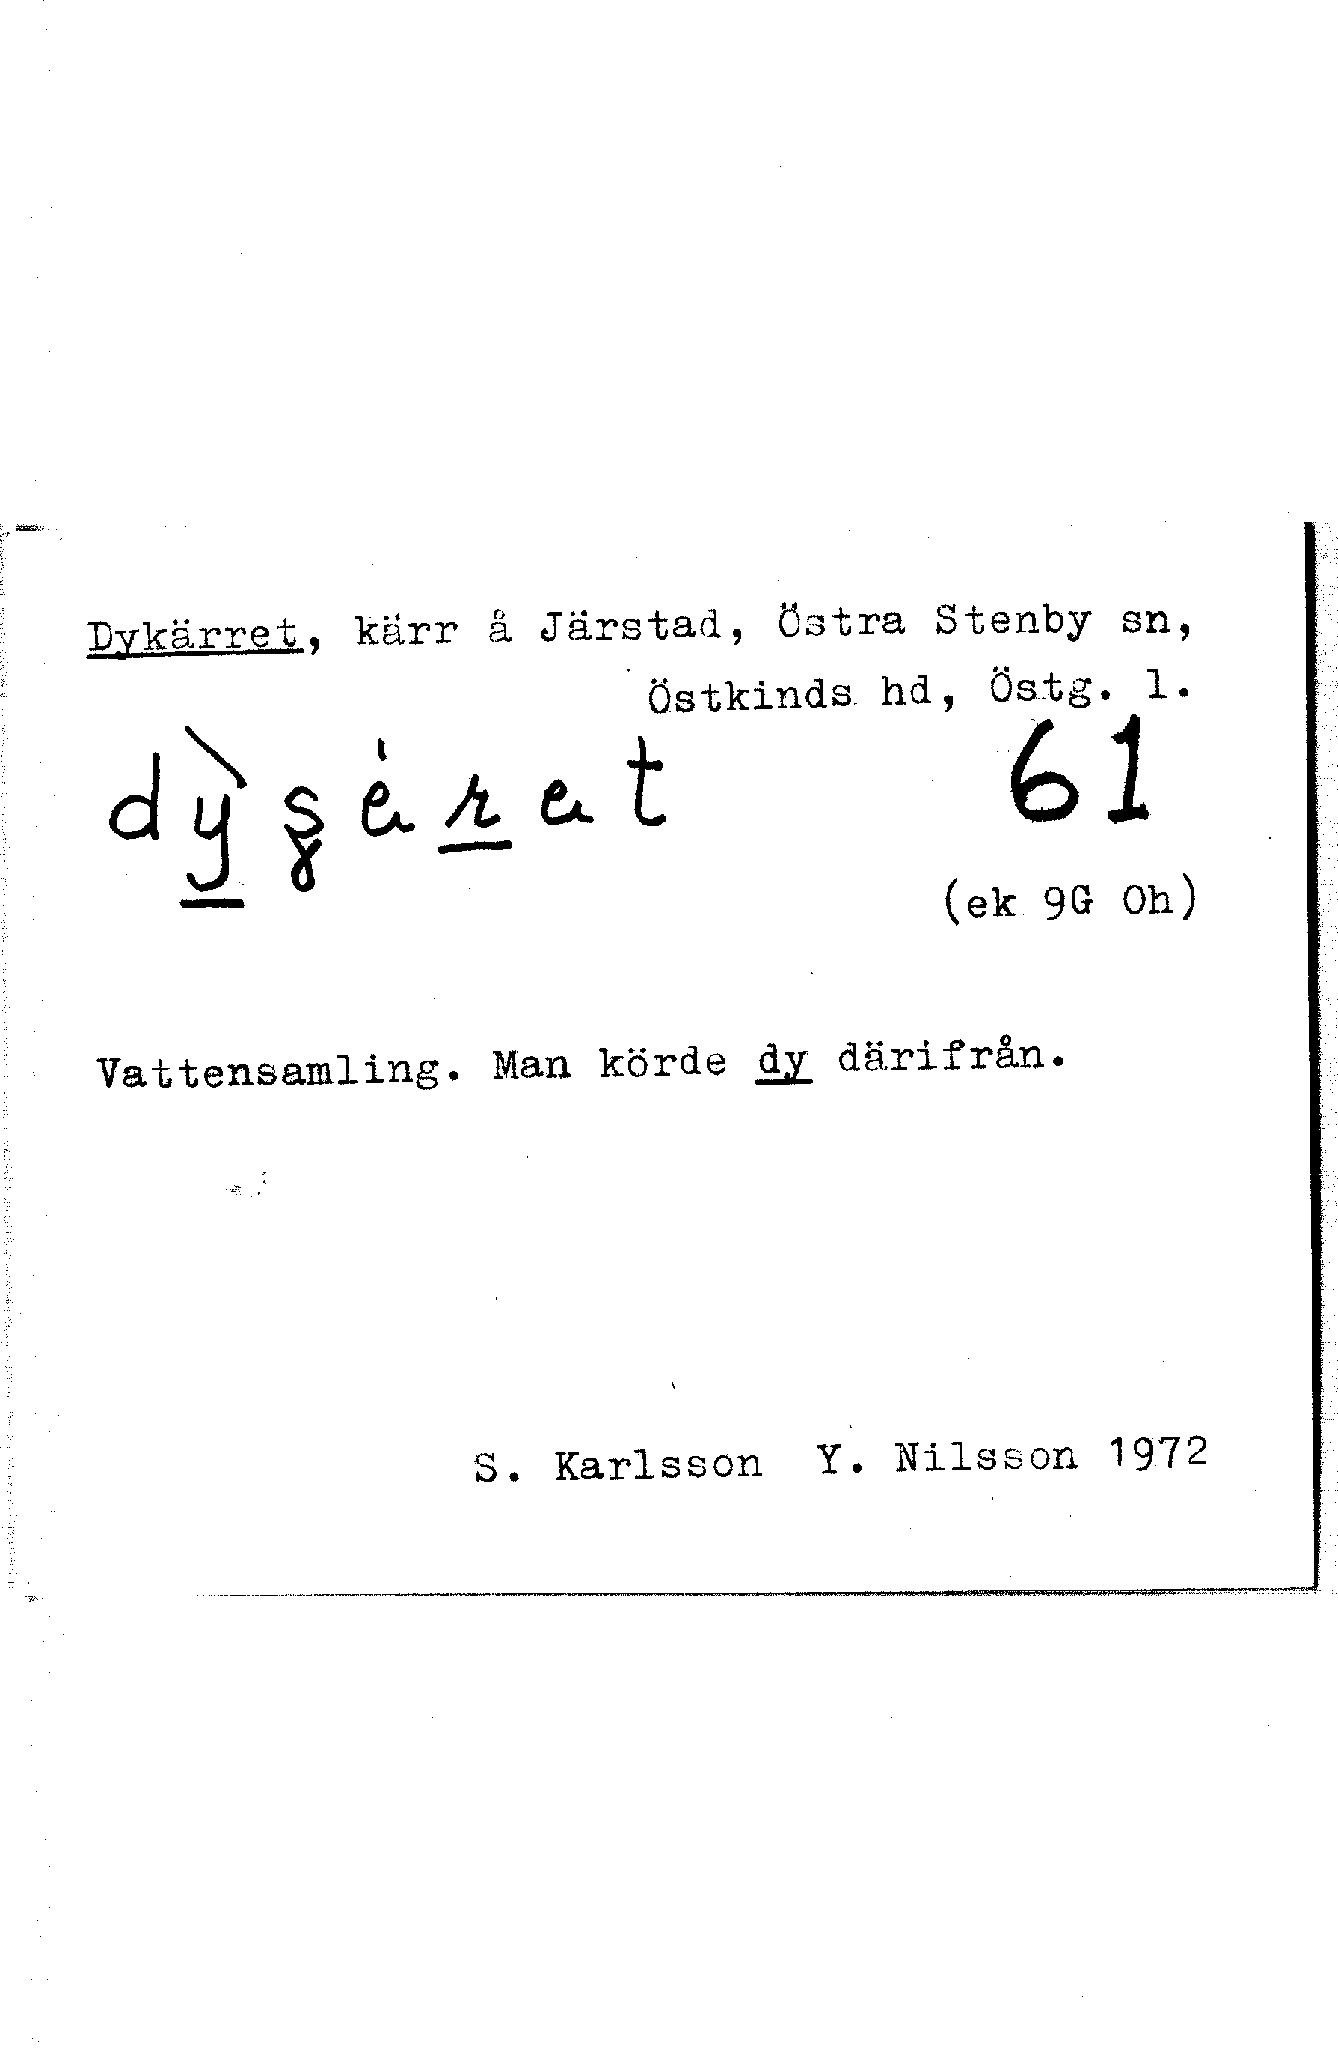 Dykärret, kärr å Järstad, Östra Stenby sn,
Östkinds hd, Östg. l.
61
(ek 9G 0h)
Vattensamling. Man körde dy därifrån.
S. Karlsson Y. Nilsson 1972